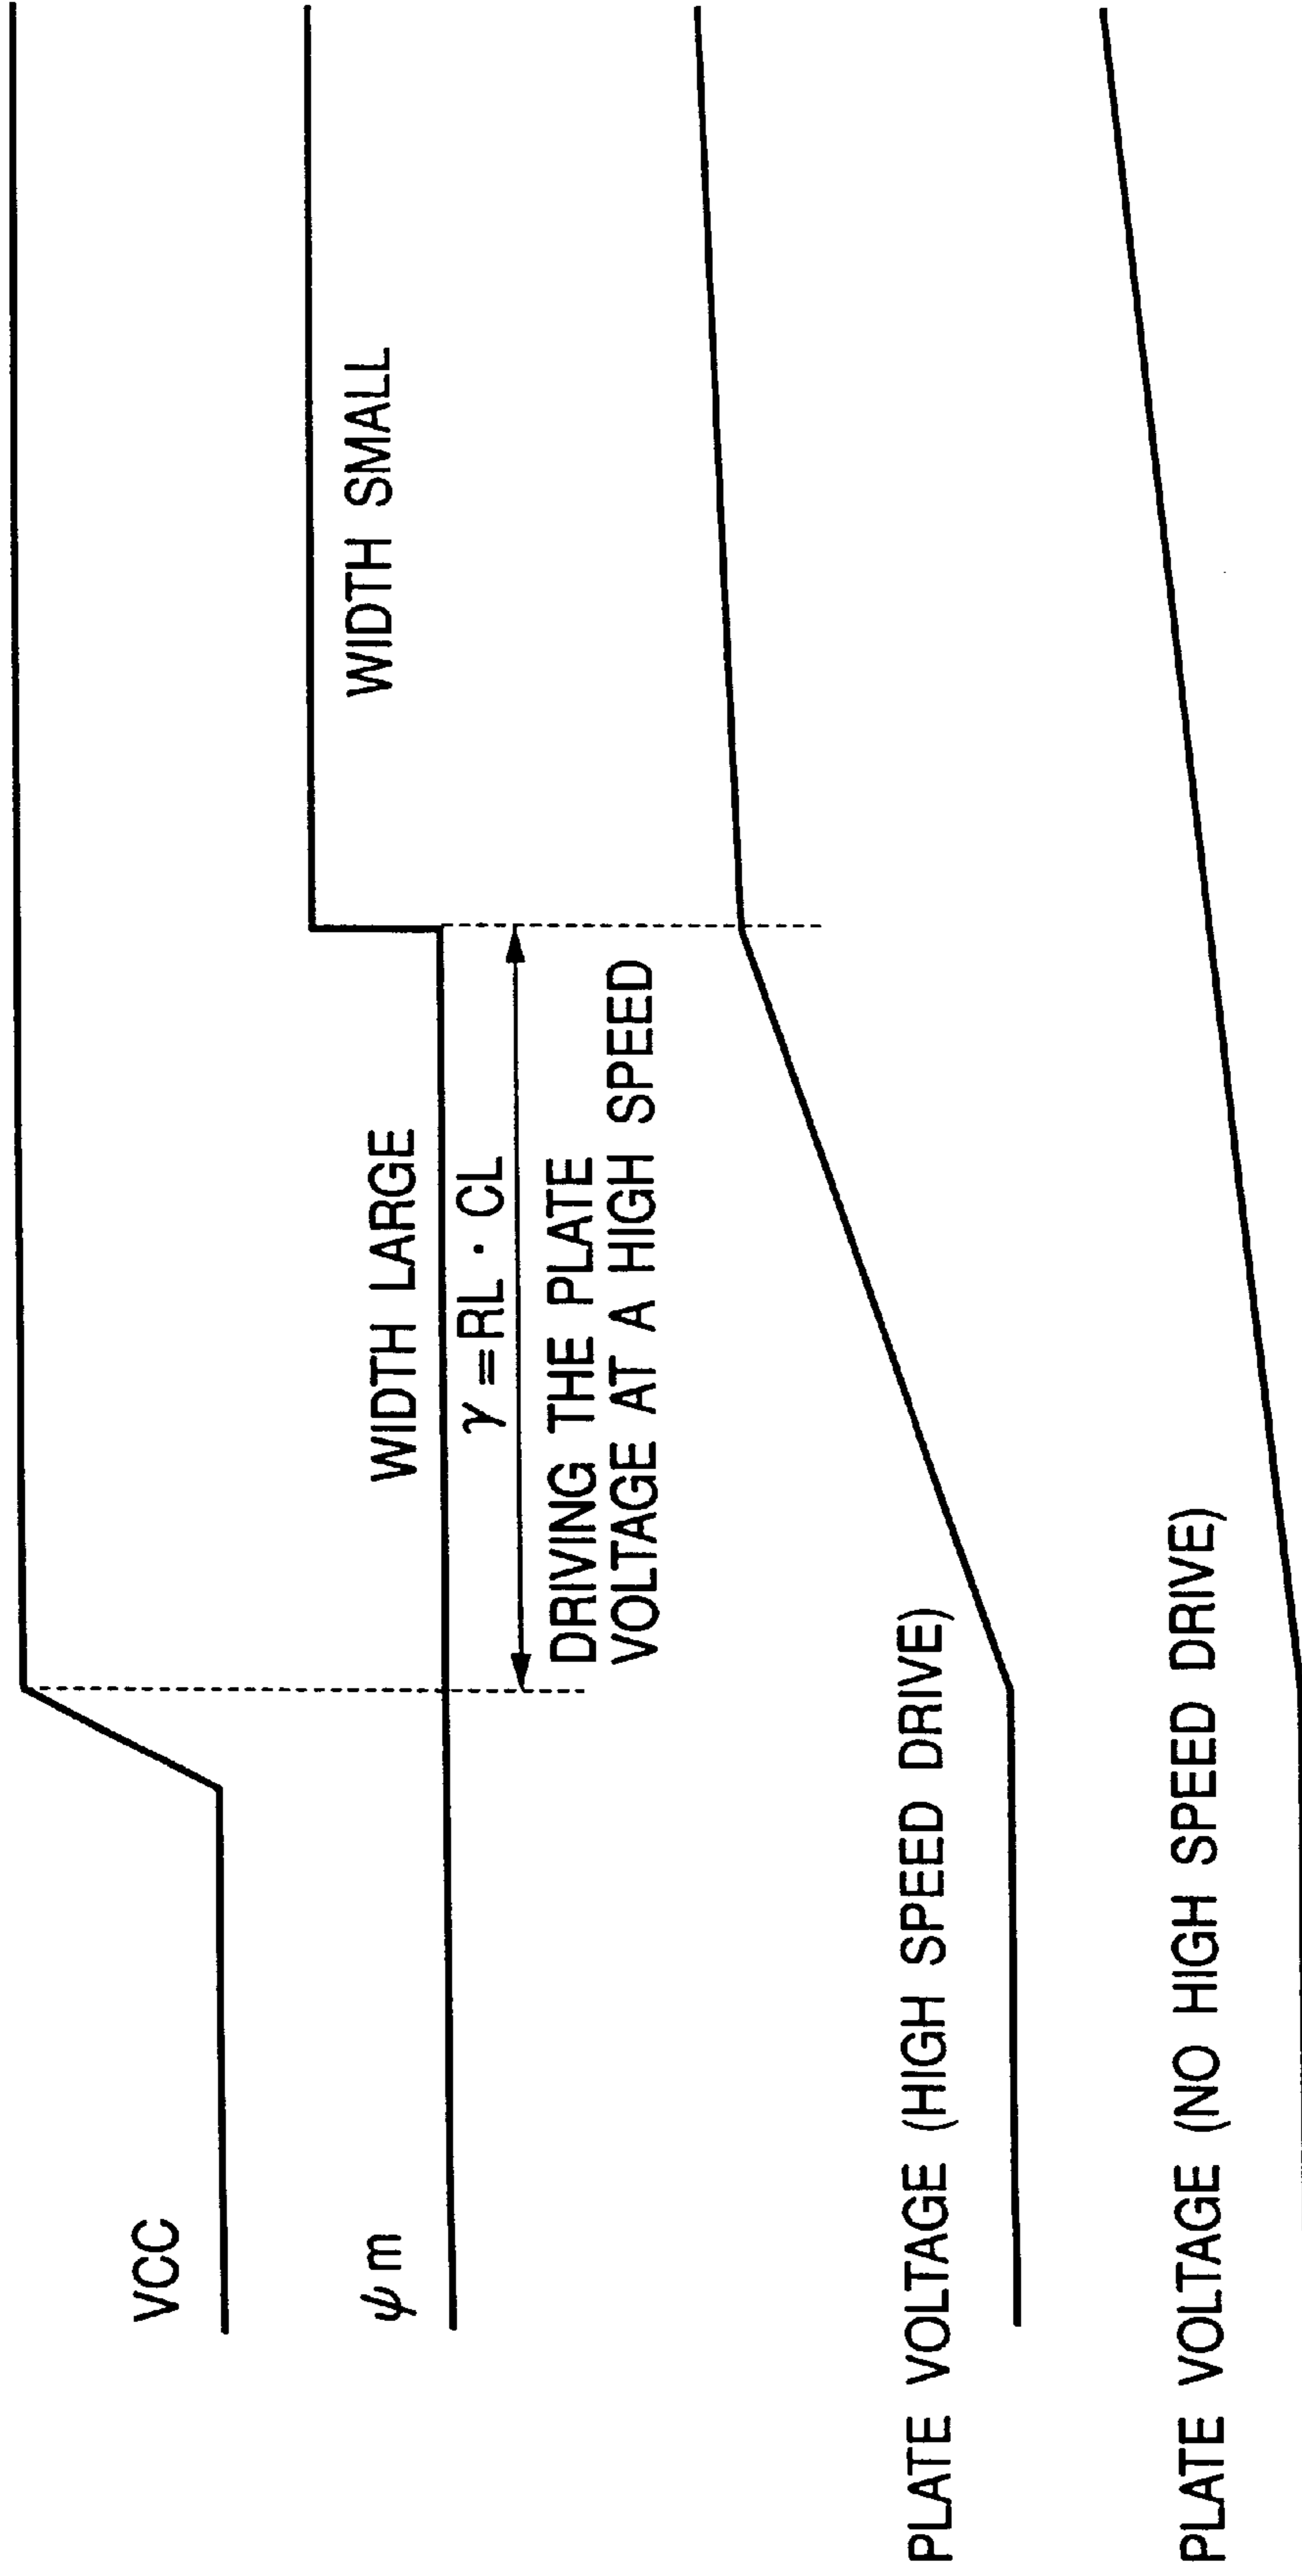 VCC
ψm
WIDTH LARGE
WIDTH SMALL
γ=RL・CL
DRIVING THE PLATE
VOLTAGE AT A HIGH SPEED
PLATE VOLTAGE (HIGH SPEED DRIVE)
PLATE VOLTAGE (NO HIGH SPEED DRIVE)